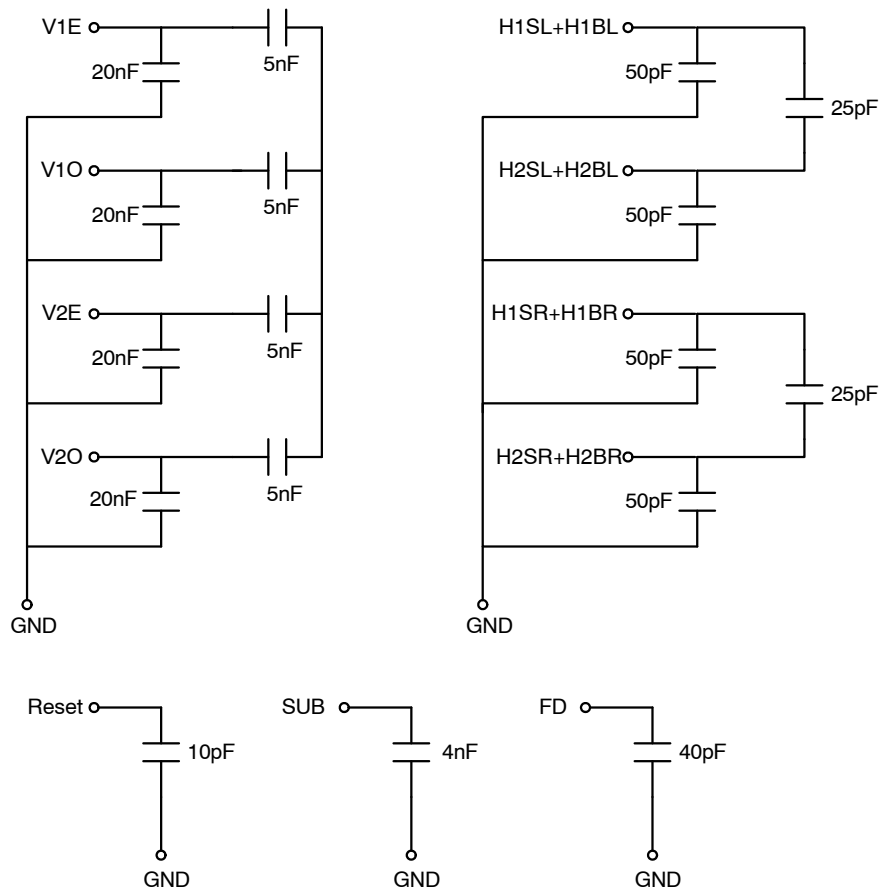 V1E
20nF
5nF
V1O
20nF
5nF
V2E
20nF
5nF
V2O
20nF
5nF
GND
H1SL+H1BL
50pF
25pF
H2SL+H2BL
50pF
H1SR+H1BR
50pF
25pF
H2SR+H2BR
50pF
GND
Reset
10pF
GND
SUB
4nF
GND
FD
40pF
GND